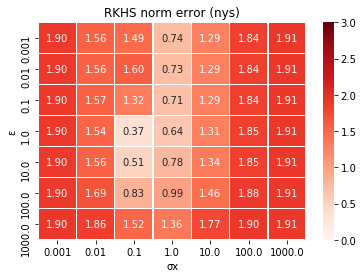 RKHS norm error (nys)
ε
0.001 1.90 1.56 1.49 0.74 1.29 1.84 1.91
0.01 1.90 1.56 1.60 0.73 1.29 1.84 1.91
0.1 1.90 1.57 1.32 0.71 1.29 1.84 1.91
1.0 1.90 1.54 0.37 0.64 1.31 1.85 1.91
10.0 1.90 1.56 0.51 0.78 1.34 1.85 1.91
100.0 1.90 1.69 0.83 0.99 1.46 1.88 1.91
1000.0 1.90 1.86 1.52 1.36 1.77 1.90 1.91
0.001 0.01 0.1 1.0 10.0 100.0 1000.0
σx
3.0
2.5
2.0
1.5
1.0
0.5
0.0